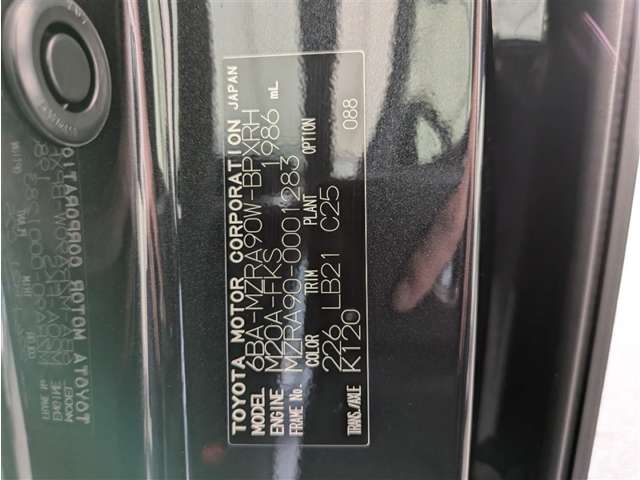 TOYOTA MOTOR CORPORATION JAPAN
MODEL 6BA-MZRA90W-BPXRH
ENGINE M20A-FKS 1986 mL
FRAME No. MZRA90-0001283
COLOR TRIM PLANT OPTION
226 LB21 C25 088
TRANS./AXLE K120